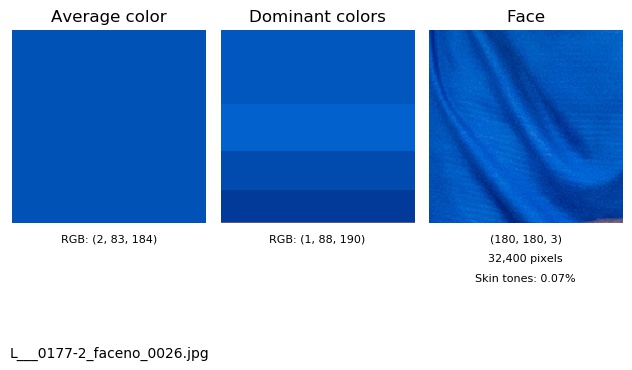 Average color
Dominant colors
Face
RGB: (2, 83, 184)
RGB: (1, 88, 190)
(180, 180, 3)
32,400 pixels
Skin tones: 0.07%
L___0177-2_faceno_0026.jpg